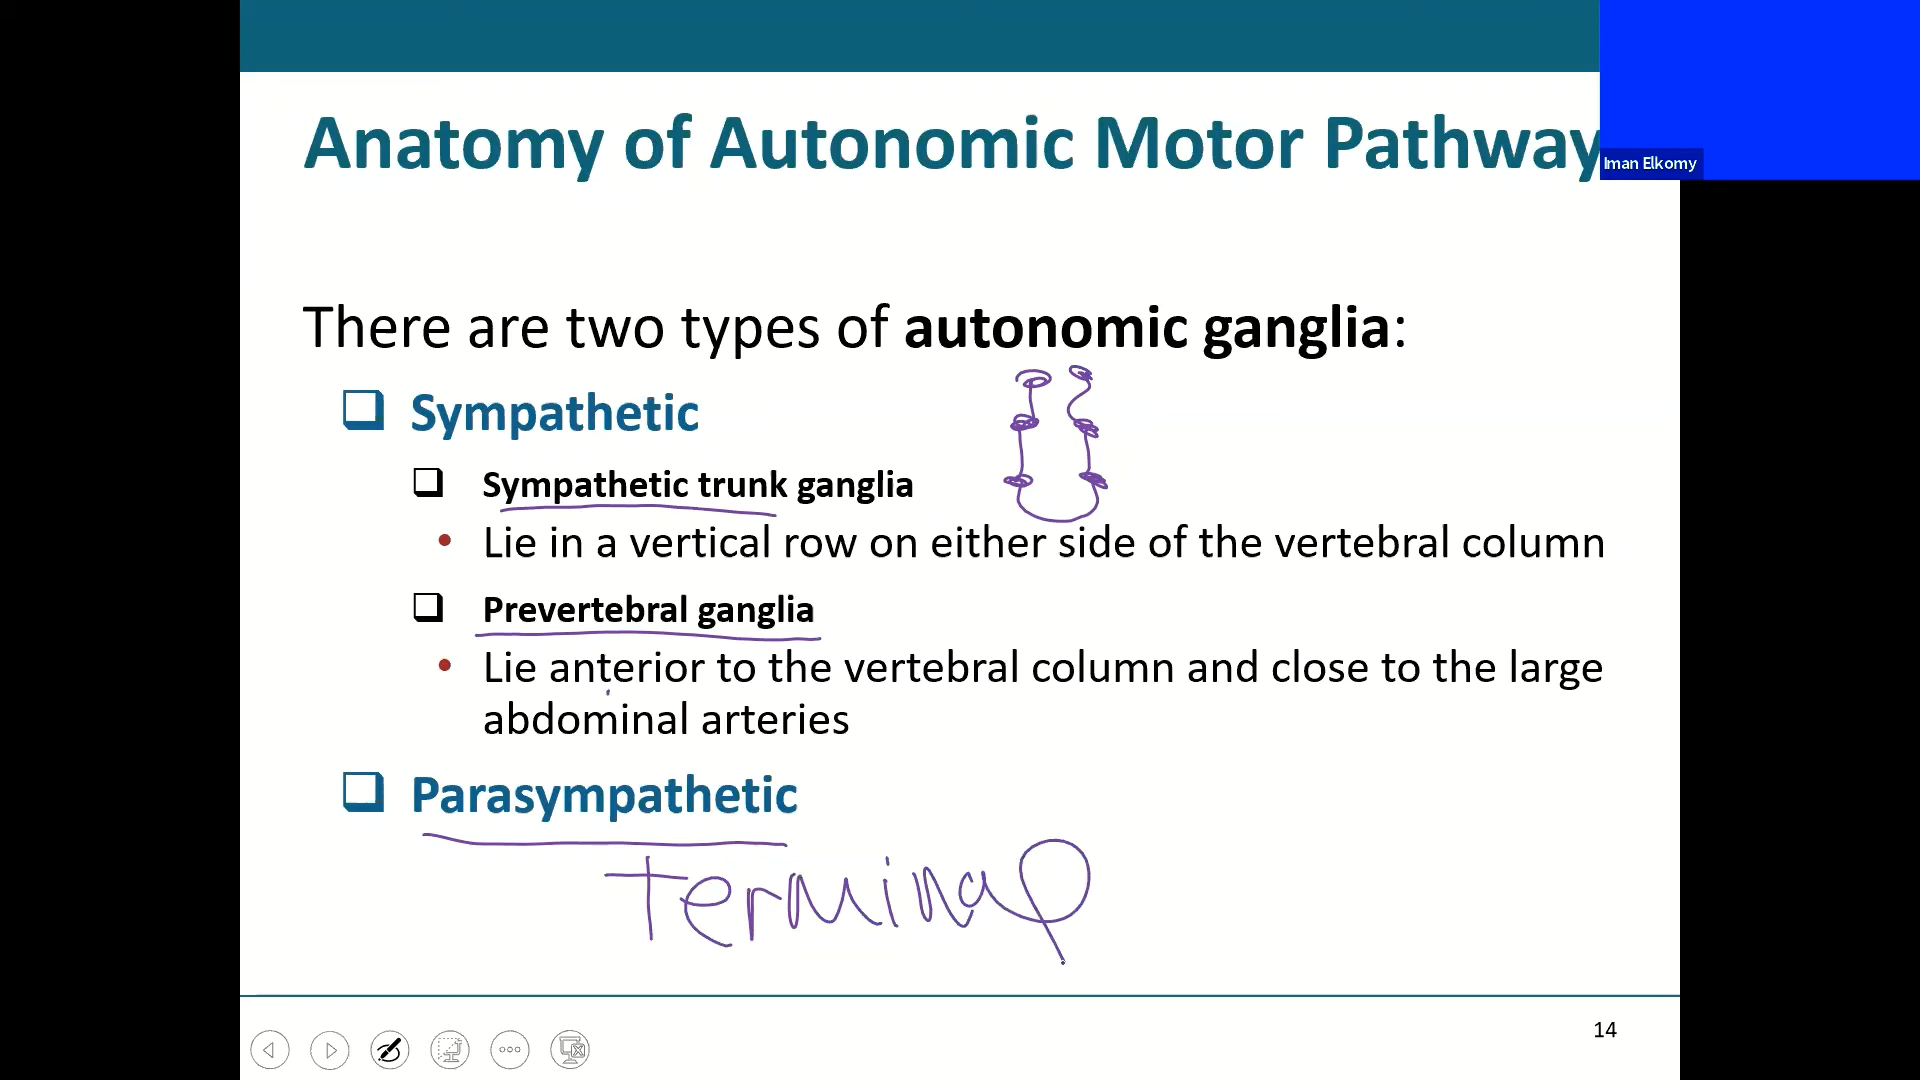 Anatomy of Autonomic Motor Pathway
Iman Elkomy
There are two types of autonomic ganglia:
Sympathetic
Sympathetic trunk ganglia
• Lie in a vertical row on either side of the vertebral column
Prevertebral ganglia
• Lie anterior to the vertebral column and close to the large
abdominal arteries
Parasympathetic
Terminal
14